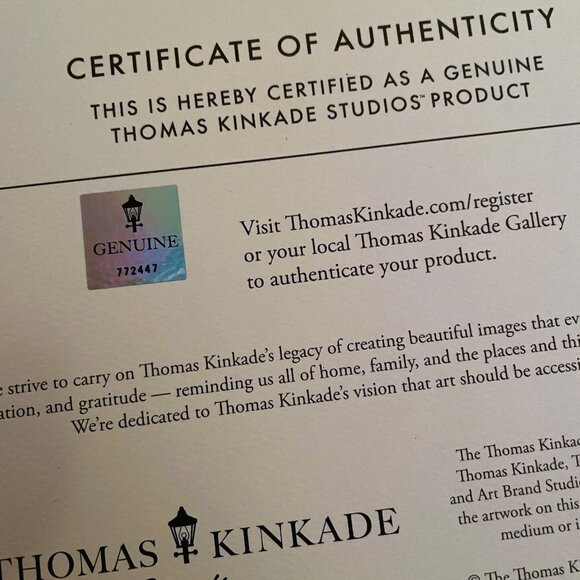 CERTIFICATE OF AUTHENTICITY
THIS IS HEREBY CERTIFIED AS A GENUINE
THOMAS KINKADE STUDIOS™ PRODUCT
GENUINE
772447
Visit ThomasKinkade.com/register
or your local Thomas Kinkade Gallery
to authenticate your product.
strive to carry on Thomas Kinkade's legacy of creating beautiful images that
and gratitude — reminding us all of home, family, and the places and
We're dedicated to Thomas Kinkade's vision that art should be
The Thomas
Thomas Kinkade,
and Art Brand
the artwork on this
medium or
THOMAS KINKADE
© The Thomas